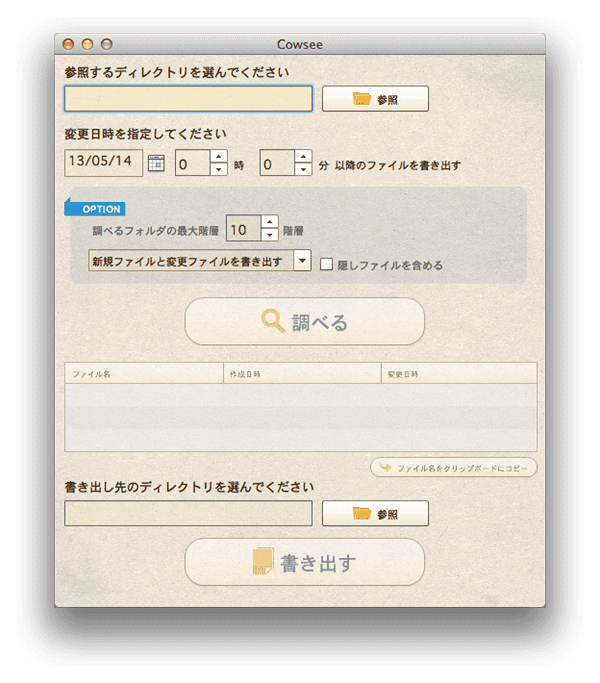 Cowsee
参照するディレクトリを選んでください
参照
変更日時を指定してください
13/05/14 0 時 0 分 以降のファイルを書き出す
OPTION
調べるフォルダの最大階層 10 階層
新規ファイルと変更ファイルを書き出す 隠しファイルを含める
調べる
ファイル名 作成日時 変更日時
ファイル名をクリップボードにコピー
書き出し先のディレクトリを選んでください
参照
書き出す